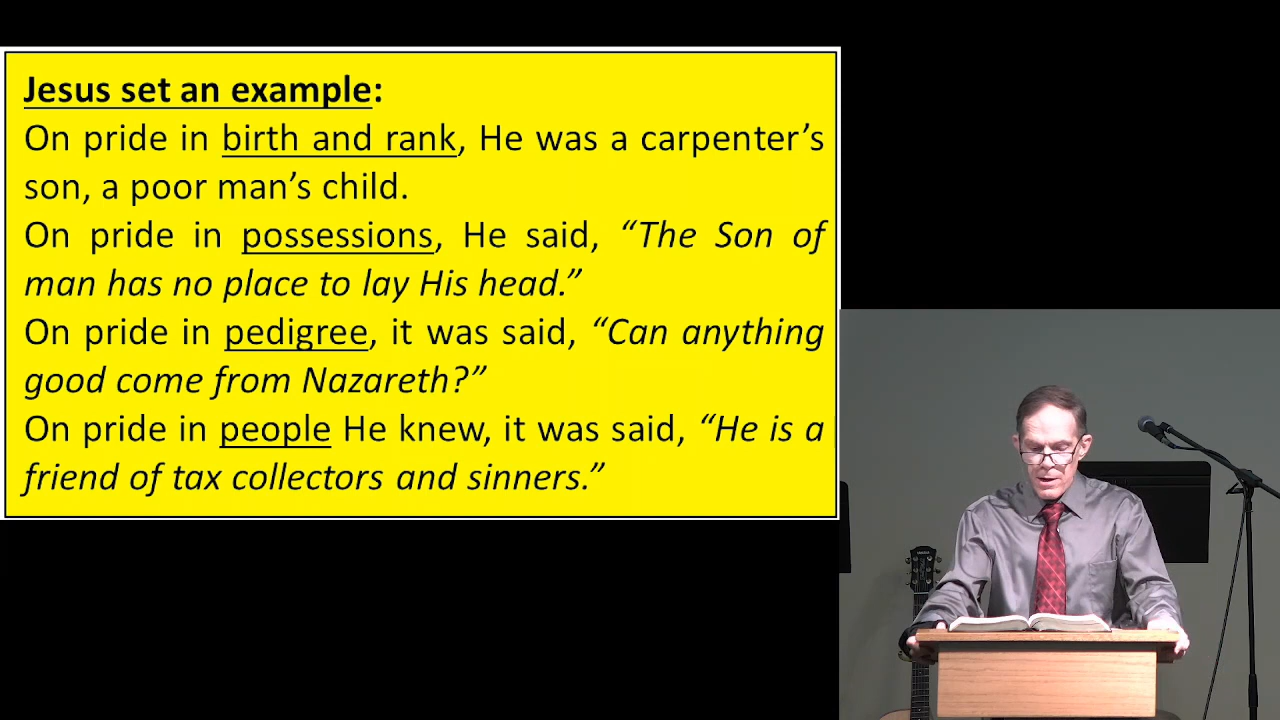 Jesus set an example:
On pride in birth and rank, He was a carpenter’s
son, a poor man’s child.
On pride in possessions, He said, “The Son of
man has no place to lay His head.”
On pride in pedigree, it was said, “Can anything
good come from Nazareth?”
On pride in people He knew, it was said, “He is a
friend of tax collectors and sinners.”